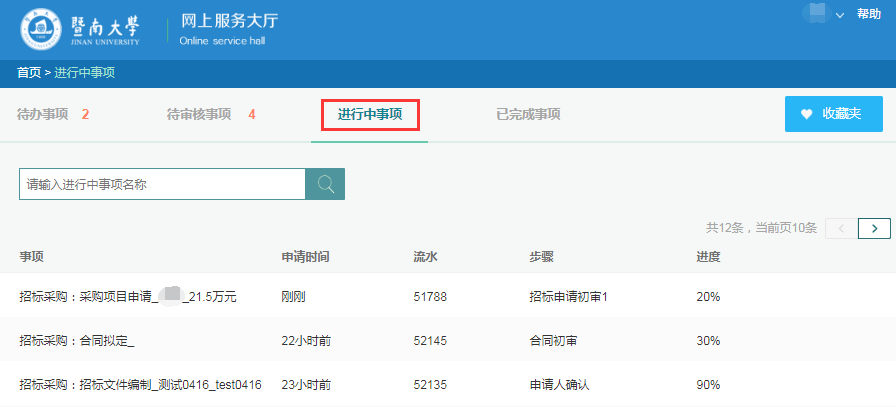 暨南大學
JINAN UNIVERSITY
网上服务大厅
Online service hall
帮助
首页 > 进行中事项
待办事项 2 待审核事项 4 进行中事项 已完成事项 收藏夹
请输入进行中事项名称
共12条，当前页10条 < >
事项 申请时间 流水 步骤 进度
招标采购：采购项目申请_ _21.5万元 刚刚 51788 招标申请初审1 20%
招标采购：合同拟定_ 22小时前 52145 合同初审 30%
招标采购：招标文件编制_测试0416_test0416 23小时前 52135 申请人确认 90%